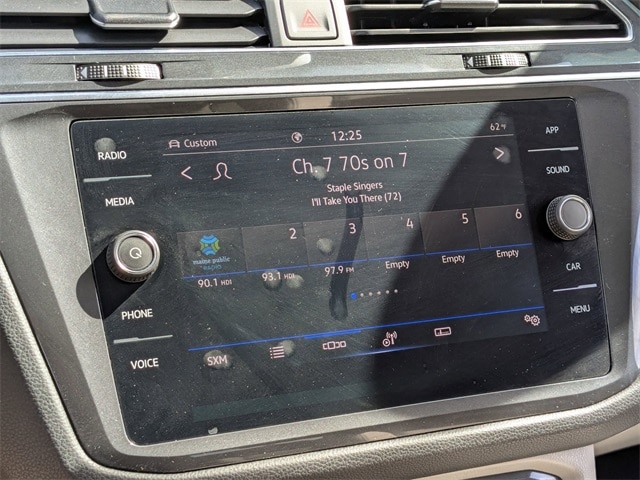 Custom
12:25
62°F
RADIO
MEDIA
PHONE
VOICE
APP
SOUND
CAR
MENU
< Ch. 7 70s on 7 >
Staple Singers
I'll Take You There (72)
maine public
RADIO
2
3
4
5
6
90.1 HD1
93.1 HD1
97.9 FM
Empty
Empty
Empty
SXM